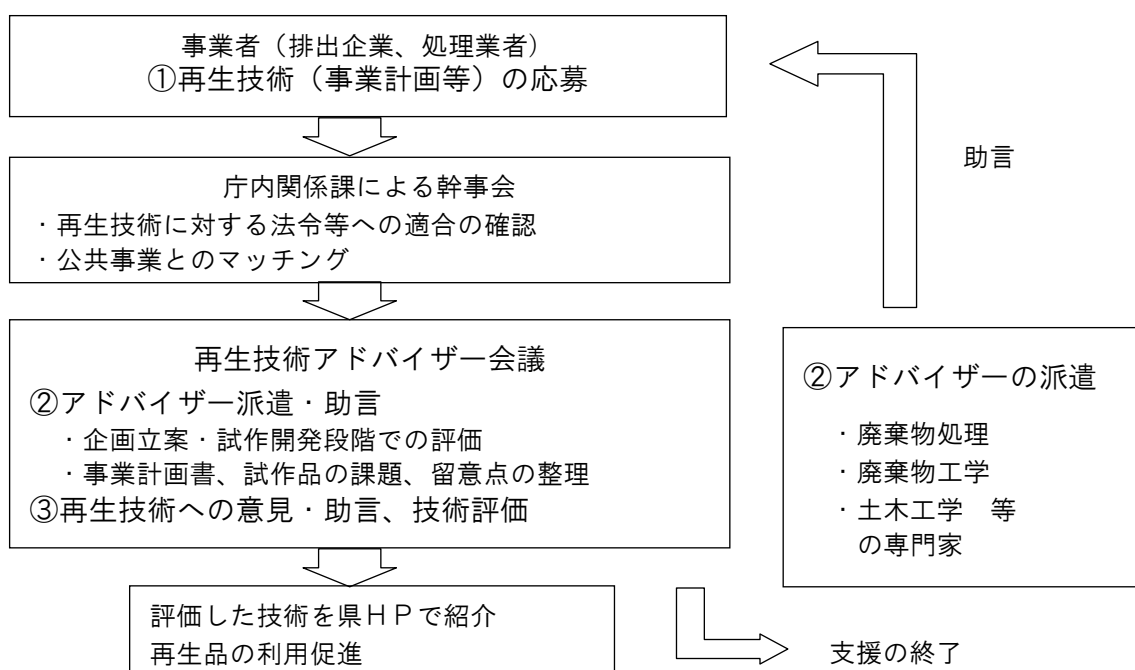 事業者（排出企業、処理業者）
①再生技術（事業計画等）の応募
助言
庁内関係課による幹事会
・再生技術に対する法令等への適合の確認
・公共事業とのマッチング
再生技術アドバイザー会議
②アドバイザー派遣・助言
・企画立案・試作開発段階での評価
・事業計画書、試作品の課題、留意点の整理
③再生技術への意見・助言、技術評価
②アドバイザーの派遣
・廃棄物処理
・廃棄物工学
・土木工学　等
の専門家
評価した技術を県ＨＰで紹介
再生品の利用促進
支援の終了